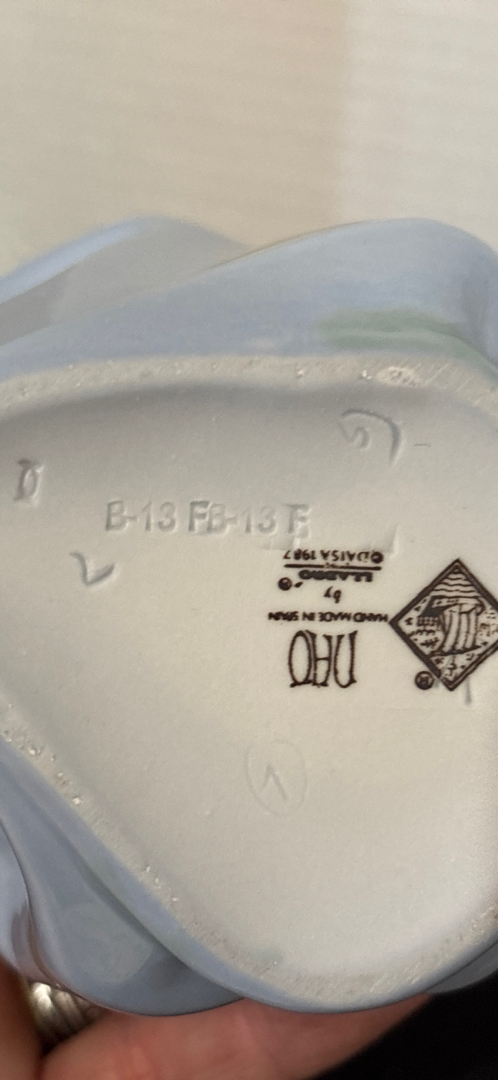 B-13 FB-13 F
NAO
HAND MADE IN SPAIN
by
LLADRO ®
© DAISA 1987
®